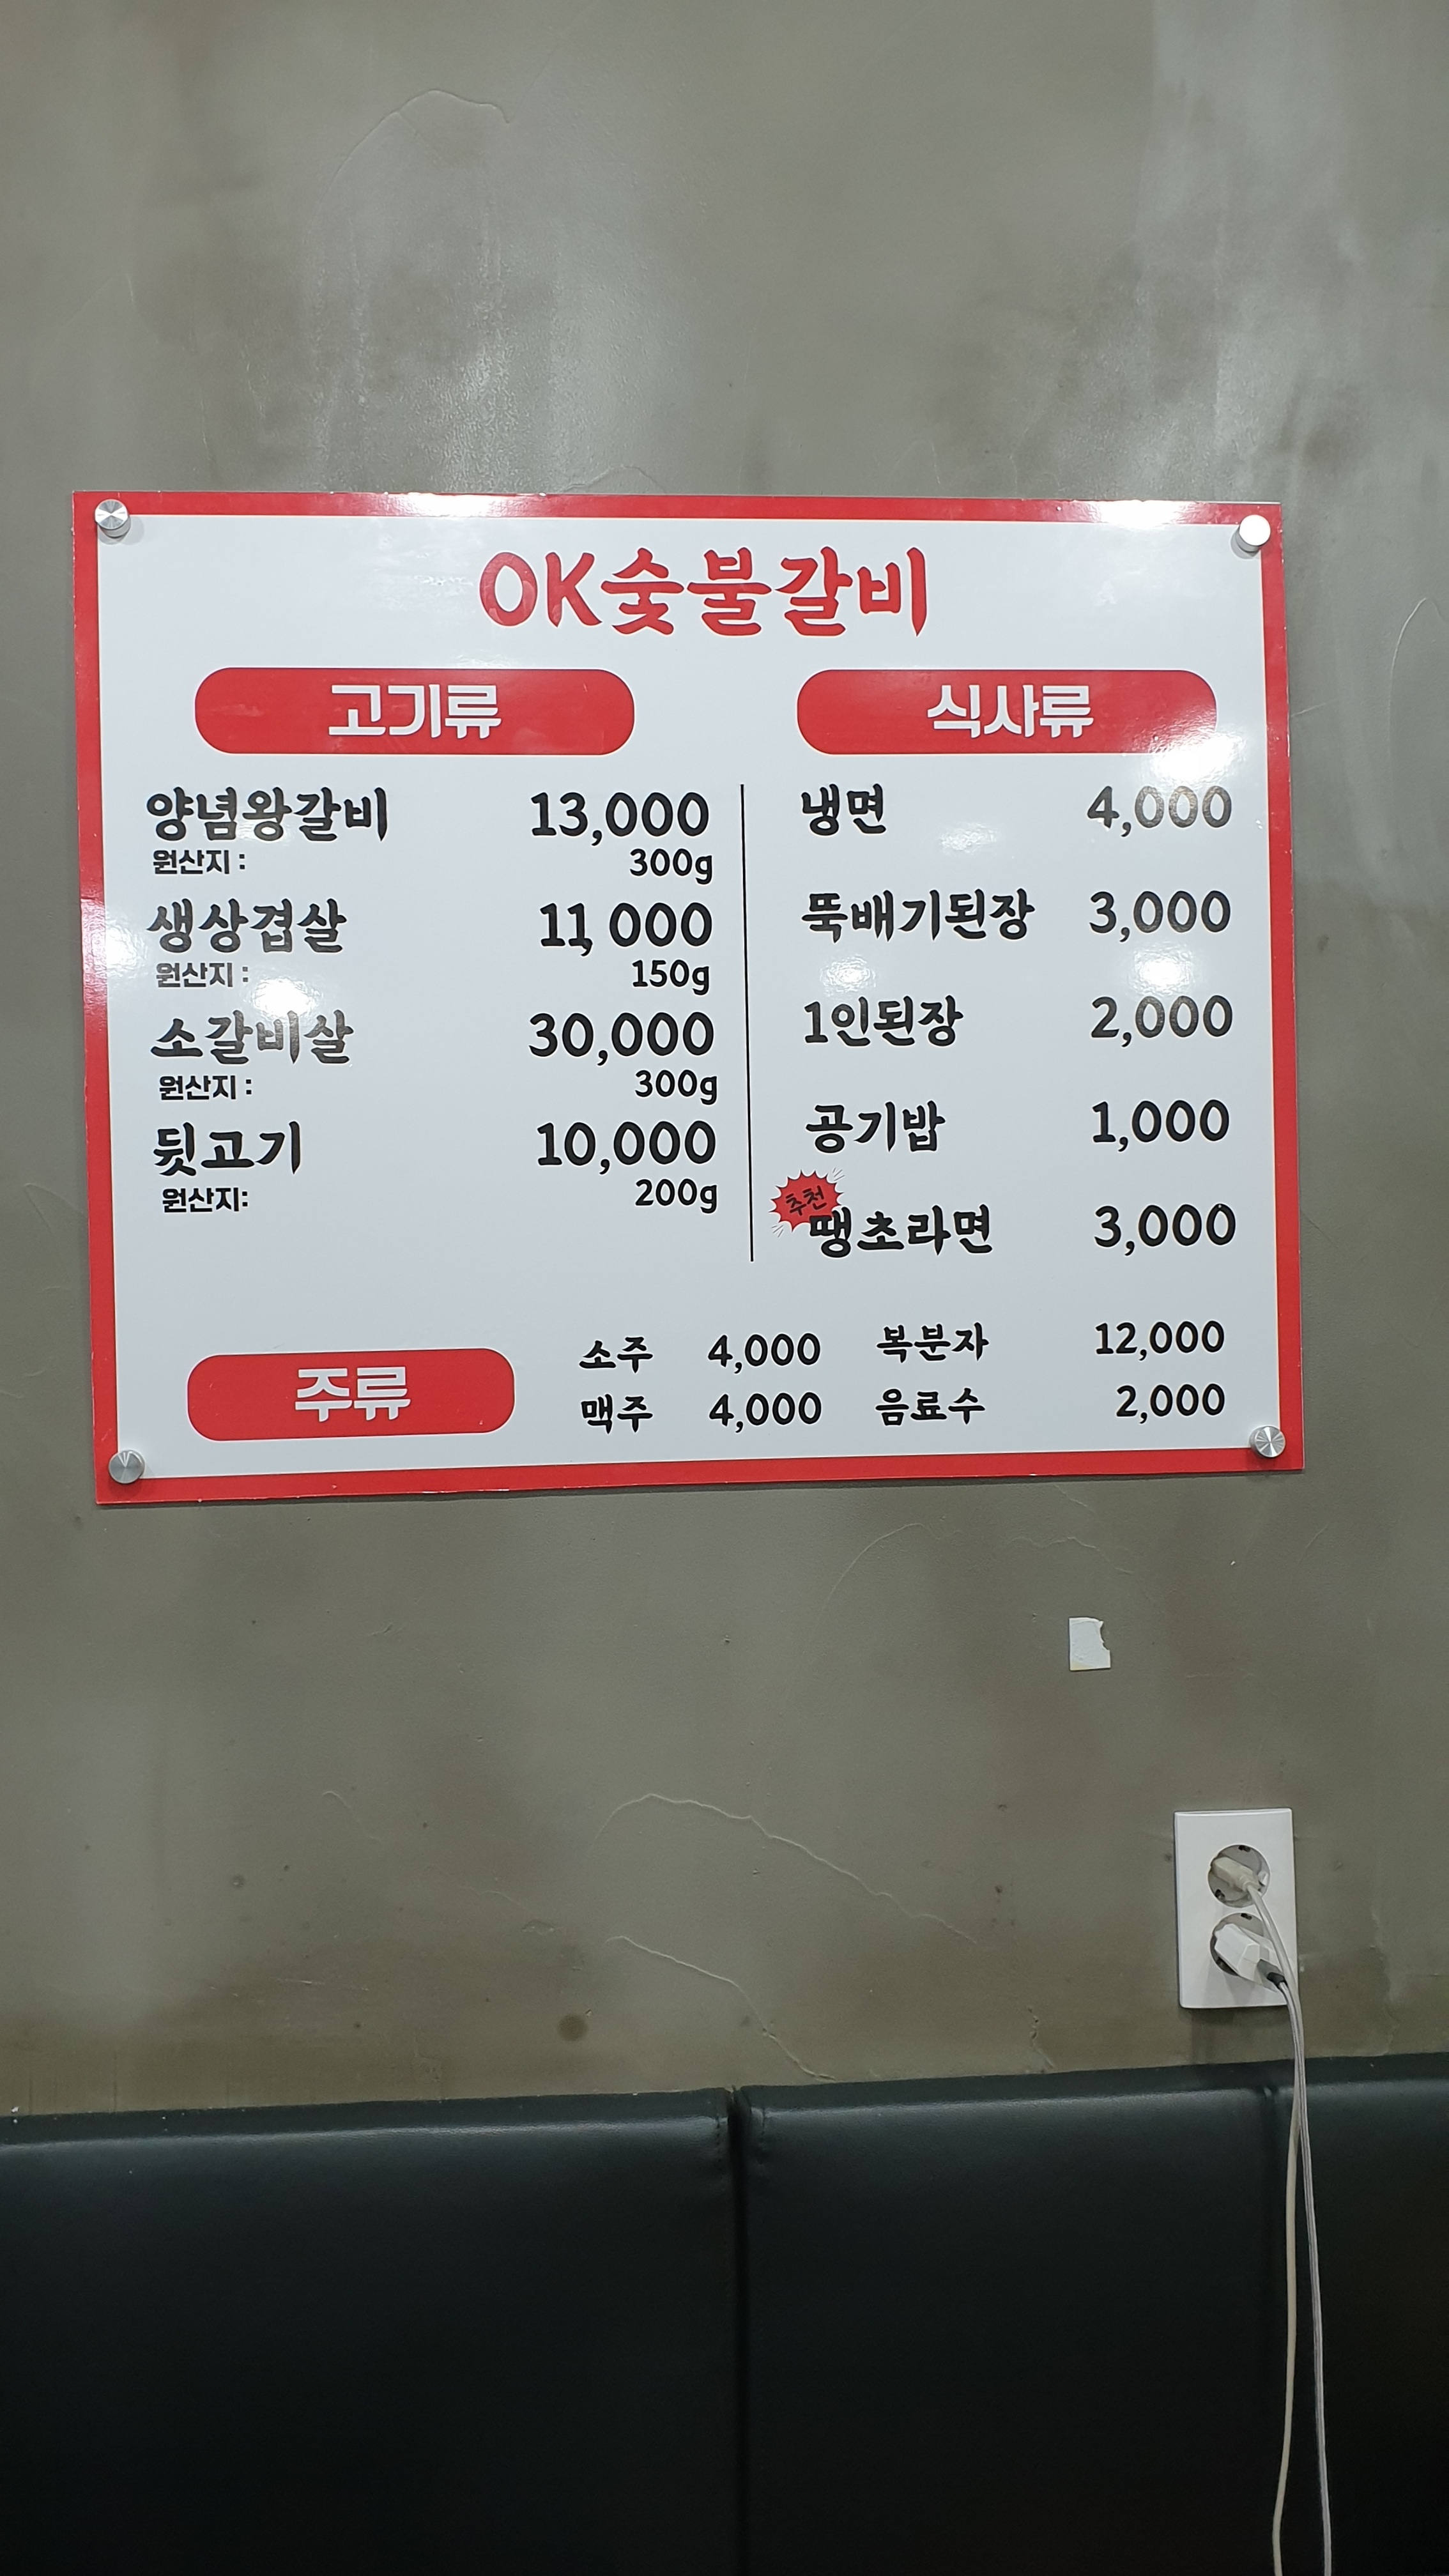 OK숯불갈비
고기류
양념왕갈비 13,000
원산지 : 300g
생상겹살 11,000
원산지 : 150g
소갈비살 30,000
원산지 : 300g
뒷고기 10,000
원산지: 200g
식사류
냉면 4,000
뚝배기된장 3,000
1인된장 2,000
공기밥 1,000
추천
땡초라면 3,000
주류
소주 4,000 복분자 12,000
맥주 4,000 음료수 2,000